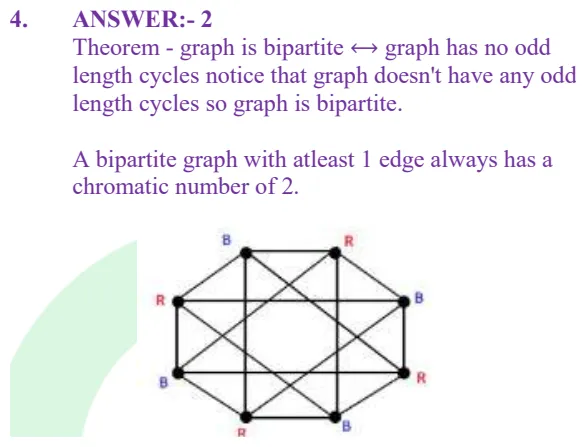 4. ANSWER:- 2
Theorem - graph is bipartite ↔ graph has no odd
length cycles notice that graph doesn't have any odd
length cycles so graph is bipartite.
A bipartite graph with atleast 1 edge always has a
chromatic number of 2.
B R
R B
B R
R B